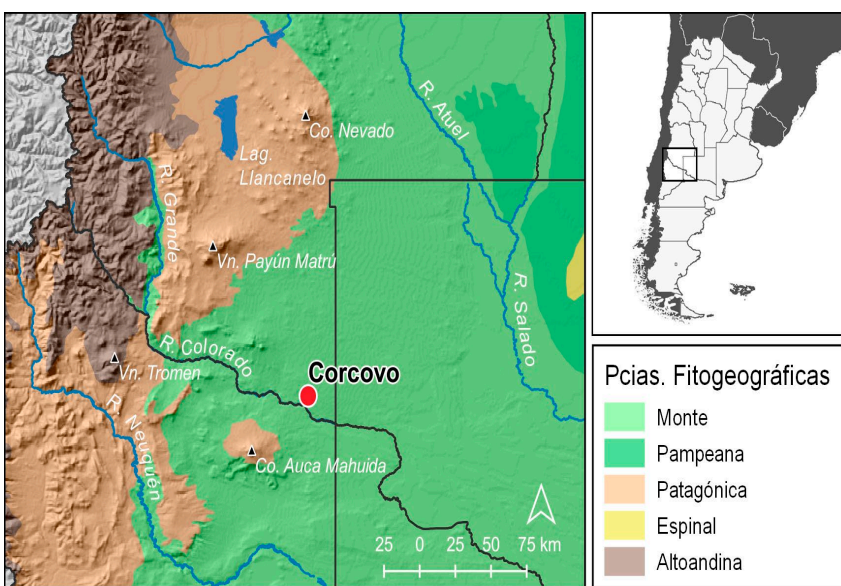 Co. Nevado
Lag.
Llancanelo
R. Atuel
R. Grande
Vn. Payún Matrú
R. Salado
R. Colorado
Corcovo
Vn. Tromen
R. Neuquén
Co. Auca Mahuida
25 0 25 50 75 km
Pcias. Fitogeográficas
Monte
Pampeana
Patagónica
Espinal
Altoandina